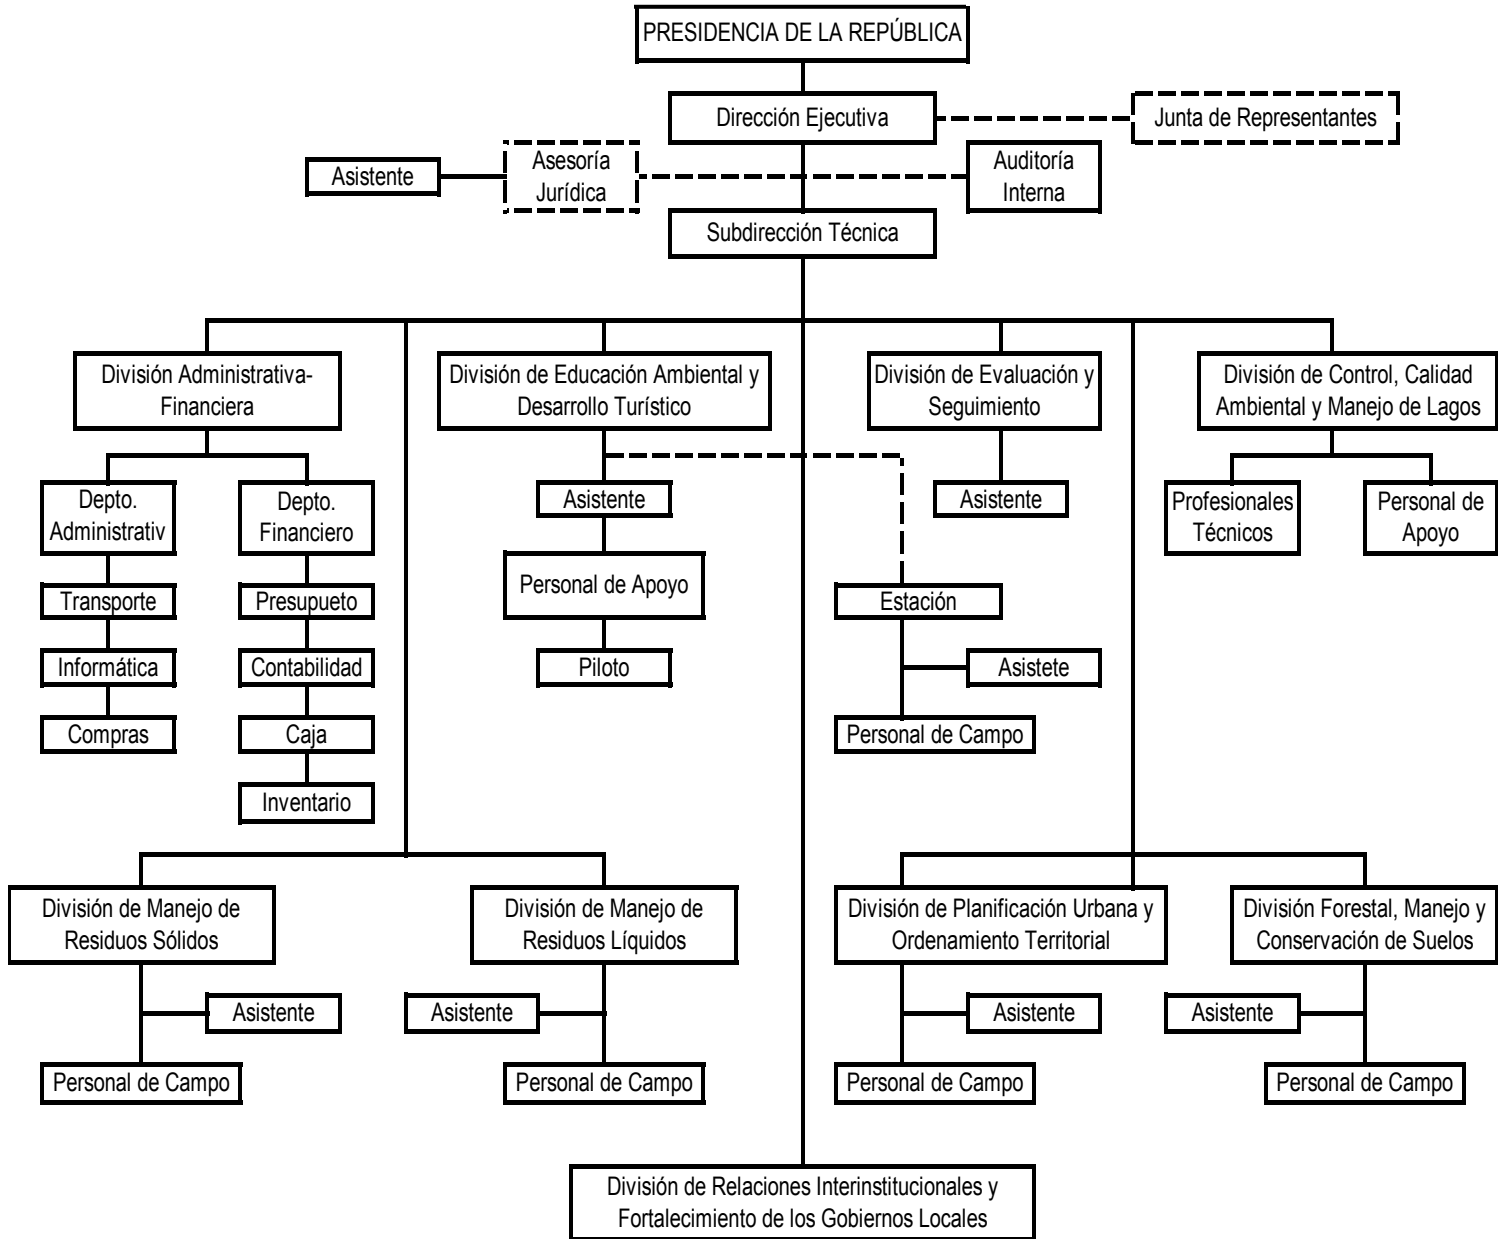 PRESIDENCIA DE LA REPÚBLICA
Dirección Ejecutiva
Junta de Representantes
Asistente
Asesoría
Jurídica
Auditoría
Interna
Subdirección Técnica
División Administrativa-
Financiera
División de Educación Ambiental y
Desarrollo Turístico
División de Evaluación y
Seguimiento
División de Control, Calidad
Ambiental y Manejo de Lagos
Depto.
Administrativ
Depto.
Financiero
Asistente
Asistente
Profesionales
Técnicos
Personal de
Apoyo
Transporte
Presupueto
Personal de Apoyo
Estación
Informática
Contabilidad
Piloto
Asistete
Compras
Caja
Personal de Campo
Inventario
División de Manejo de
Residuos Sólidos
División de Manejo de
Residuos Líquidos
División de Planificación Urbana y
Ordenamiento Territorial
División Forestal, Manejo y
Conservación de Suelos
Asistente
Asistente
Asistente
Asistente
Personal de Campo
Personal de Campo
Personal de Campo
Personal de Campo
División de Relaciones Interinstitucionales y
Fortalecimiento de los Gobiernos Locales